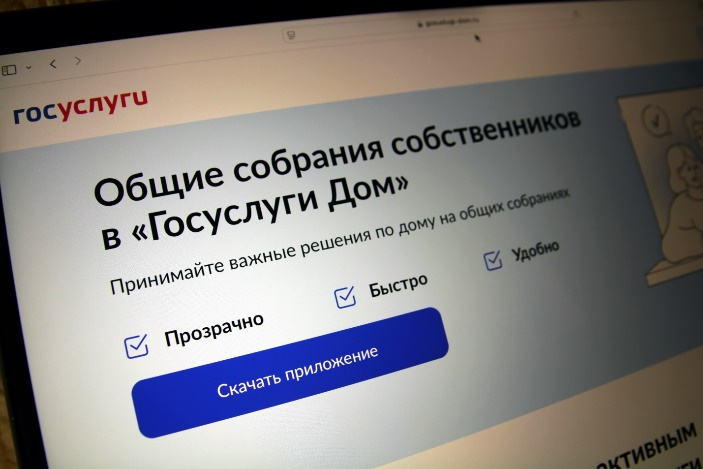 госуслуги
Общие собрания собственников
в «Госуслуги Дом»
Принимайте важные решения по дому на общих собраниях
Прозрачно
Быстро
Удобно
Скачать приложение